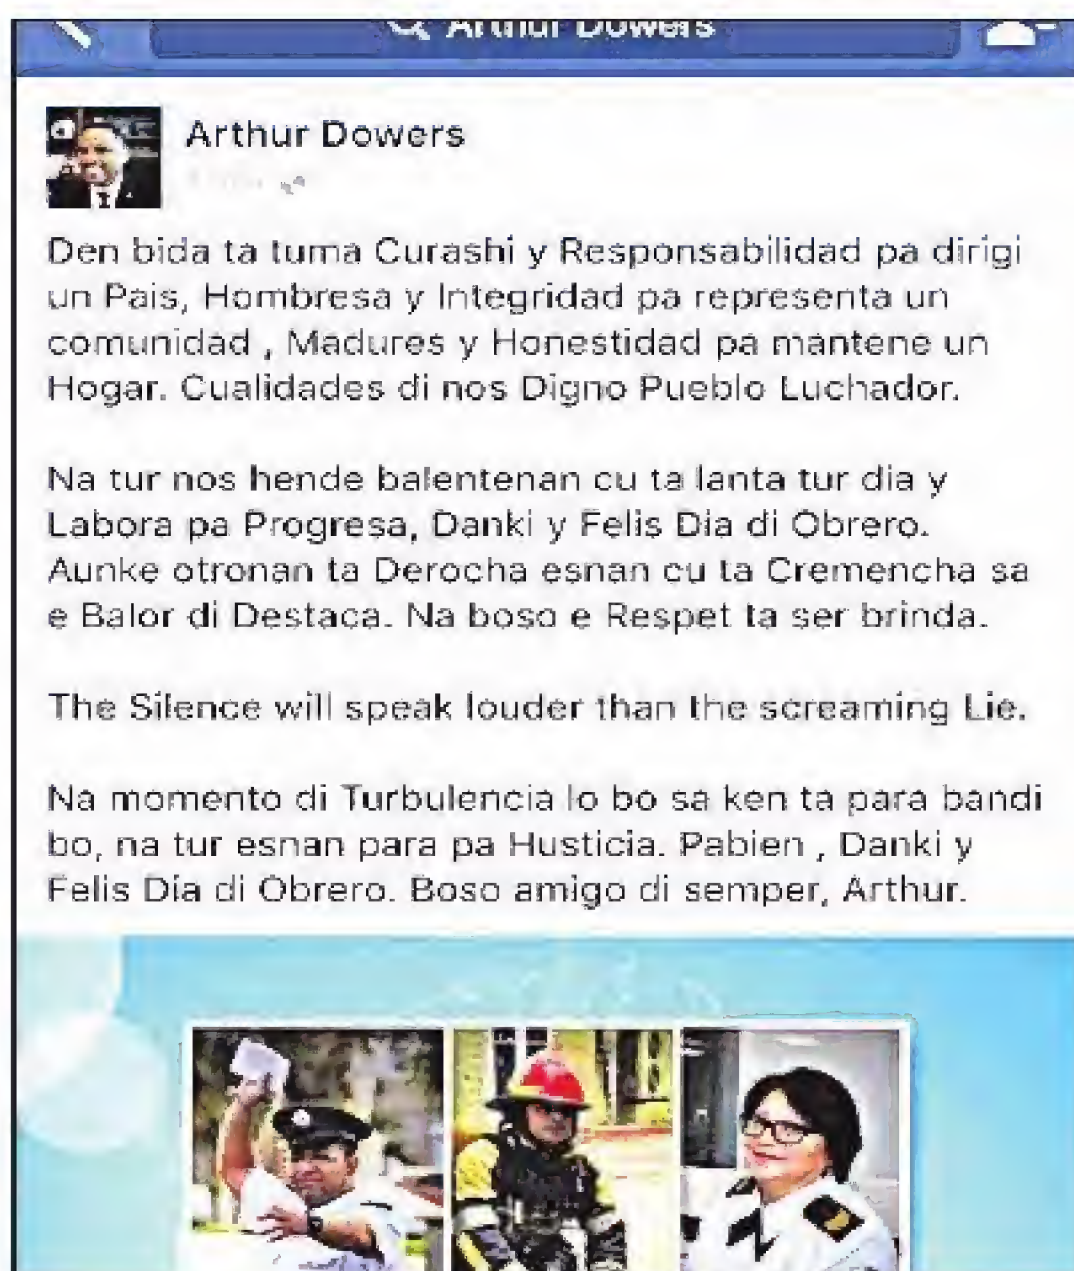 Arthur Dowers
Arthur Dowers
Den bida ta tuma Curashi y Responsabilidad pa dirigi
un Pais, Hombresa y Integridad pa representa un
comunidad , Madures y Honestidad pa mantene un
Hogar. Cualidades di nos Digno Pueblo Luchador.
Na tur nos hende balentenan cu ta lanta tur dia y
Labora pa Progresa, Danki y Felis Dia di Obrero.
Aunke otronan ta Derocha esnan cu ta Cremencha sa
e Balor di Destaca. Na boso e Respet ta ser brinda.
The Silence will speak louder than the screaming Lie.
Na momento di Turbulencia lo bo sa ken ta para bandi
bo, na tur esnan para pa Husticia. Pabien , Danki y
Felis Dia di Obrero. Boso amigo di semper, Arthur.